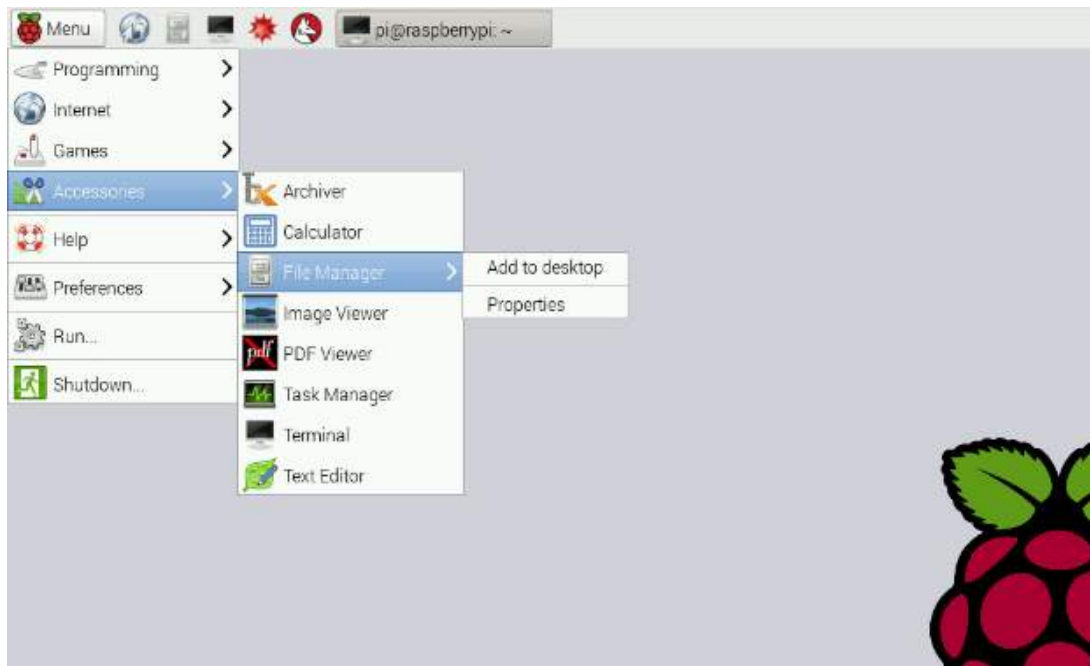 Menu
pi@raspberrypi: ~
Programming
Internet
Games
Accessories
Help
Preferences
Run...
Shutdown...
Archiver
Calculator
File Manager
Image Viewer
PDF Viewer
Task Manager
Terminal
Text Editor
Add to desktop
Properties
pdf